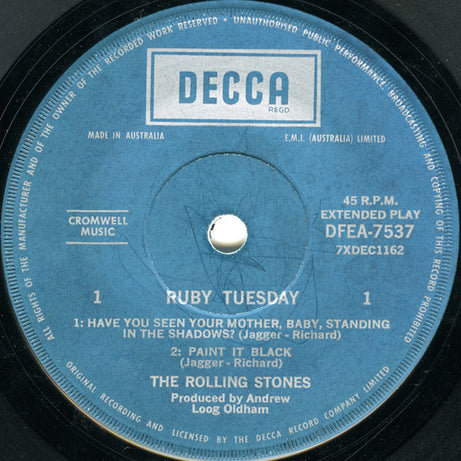 ALL RIGHTS OF THE MANUFACTURER AND OF THE OWNER OF THE RECORDED WORK RESERVED • UNAUTHORISED PUBLIC PERFORMANCE, BROADCASTING AND COPYING OF THIS RECORD PROHIBITED
DECCA
REGD
MADE IN AUSTRALIA
E.M.I. (AUSTRALIA) LIMITED
CROMWELL
MUSIC
45 R.P.M.
EXTENDED PLAY
DFEA-7537
7XDEC1162
1 RUBY TUESDAY 1
1: HAVE YOU SEEN YOUR MOTHER, BABY, STANDING
IN THE SHADOWS? (Jagger - Richard)
2: PAINT IT BLACK
(Jagger - Richard)
THE ROLLING STONES
Produced by Andrew
Loog Oldham
ORIGINAL RECORDING AND LICENSED BY THE DECCA RECORD COMPANY LIMITED